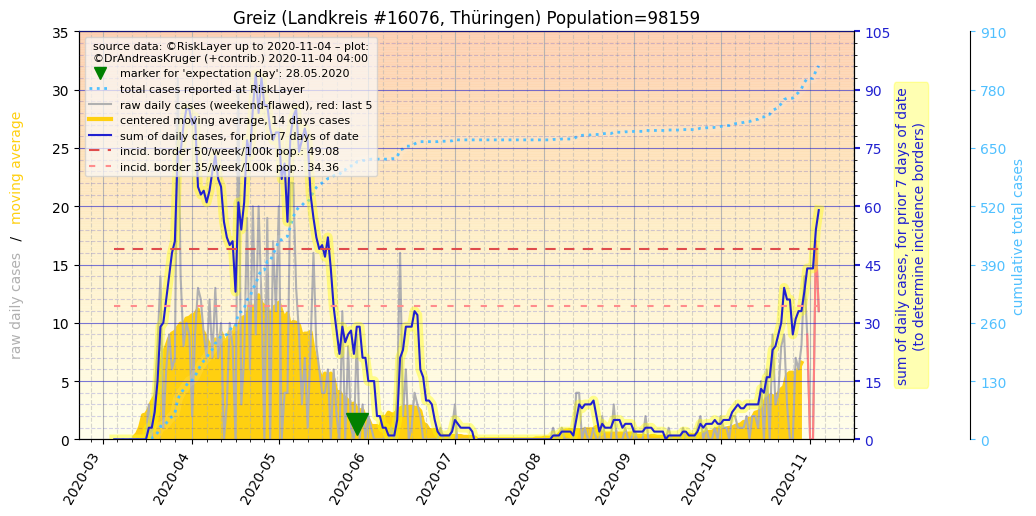 Greiz (Landkreis #16076, Thüringen) Population=98159
source data: ©RiskLayer up to 2020-11-04 – plot:
©DrAndreasKruger (+contrib.) 2020-11-04 04:00
marker for 'expectation day': 28.05.2020
total cases reported at RiskLayer
raw daily cases (weekend-flawed), red: last 5
centered moving average, 14 days cases
sum of daily cases, for prior 7 days of date
incid. border 50/week/100k pop.: 49.08
incid. border 35/week/100k pop.: 34.36
raw daily cases / moving average
35
30
25
20
15
10
5
0
105
90
75
60
45
30
15
0
sum of daily cases, for prior 7 days of date
(to determine incidence borders)
910
780
650
520
390
260
130
0
cumulative total cases
2020-03
2020-04
2020-05
2020-06
2020-07
2020-08
2020-09
2020-10
2020-11